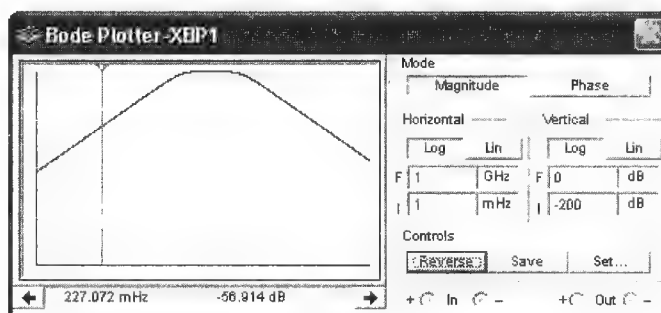 Bode Plotter-XBP1
Mode
Magnitude Phase
Horizontal Vertical
Log Lin Log Lin
F 1 GHz F 0 dB
I 1 mHz I -200 dB
Controls
Reverse Save Set...
227.072 mHz -56.914 dB
+ In - + Out -